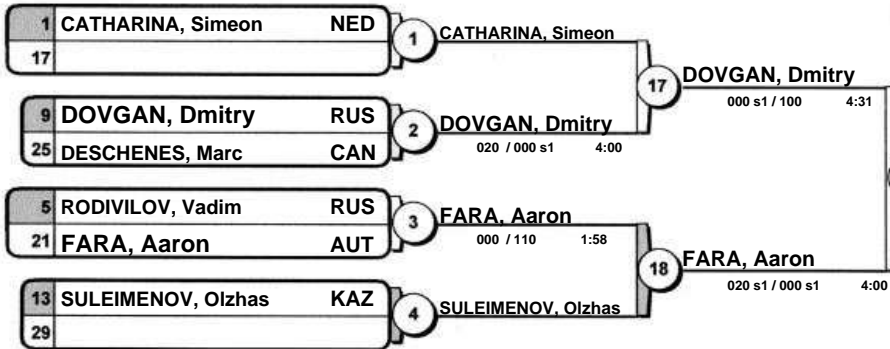 1 CATHARINA, Simeon NED
17
1 CATHARINA, Simeon
9 DOVGAN, Dmitry RUS
25 DESCHENES, Marc CAN
2 DOVGAN, Dmitry
020 / 000 s1 4:00
17 DOVGAN, Dmitry
000 s1 / 100 4:31
5 RODIVILOV, Vadim RUS
21 FARA, Aaron AUT
3 FARA, Aaron
000 / 110 1:58
13 SULEIMENOV, Olzhas KAZ
29
4 SULEIMENOV, Olzhas
18 FARA, Aaron
020 s1 / 000 s1 4:00